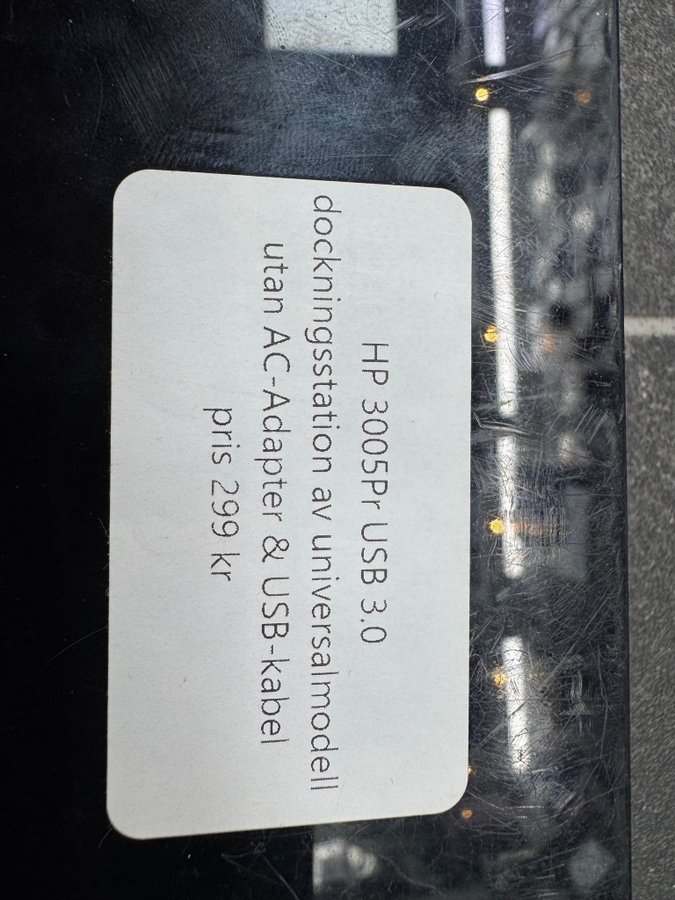 HP 3005Pr USB 3.0
dockningsstation av universalmodell
utan AC-Adapter & USB-kabel
pris 299 kr